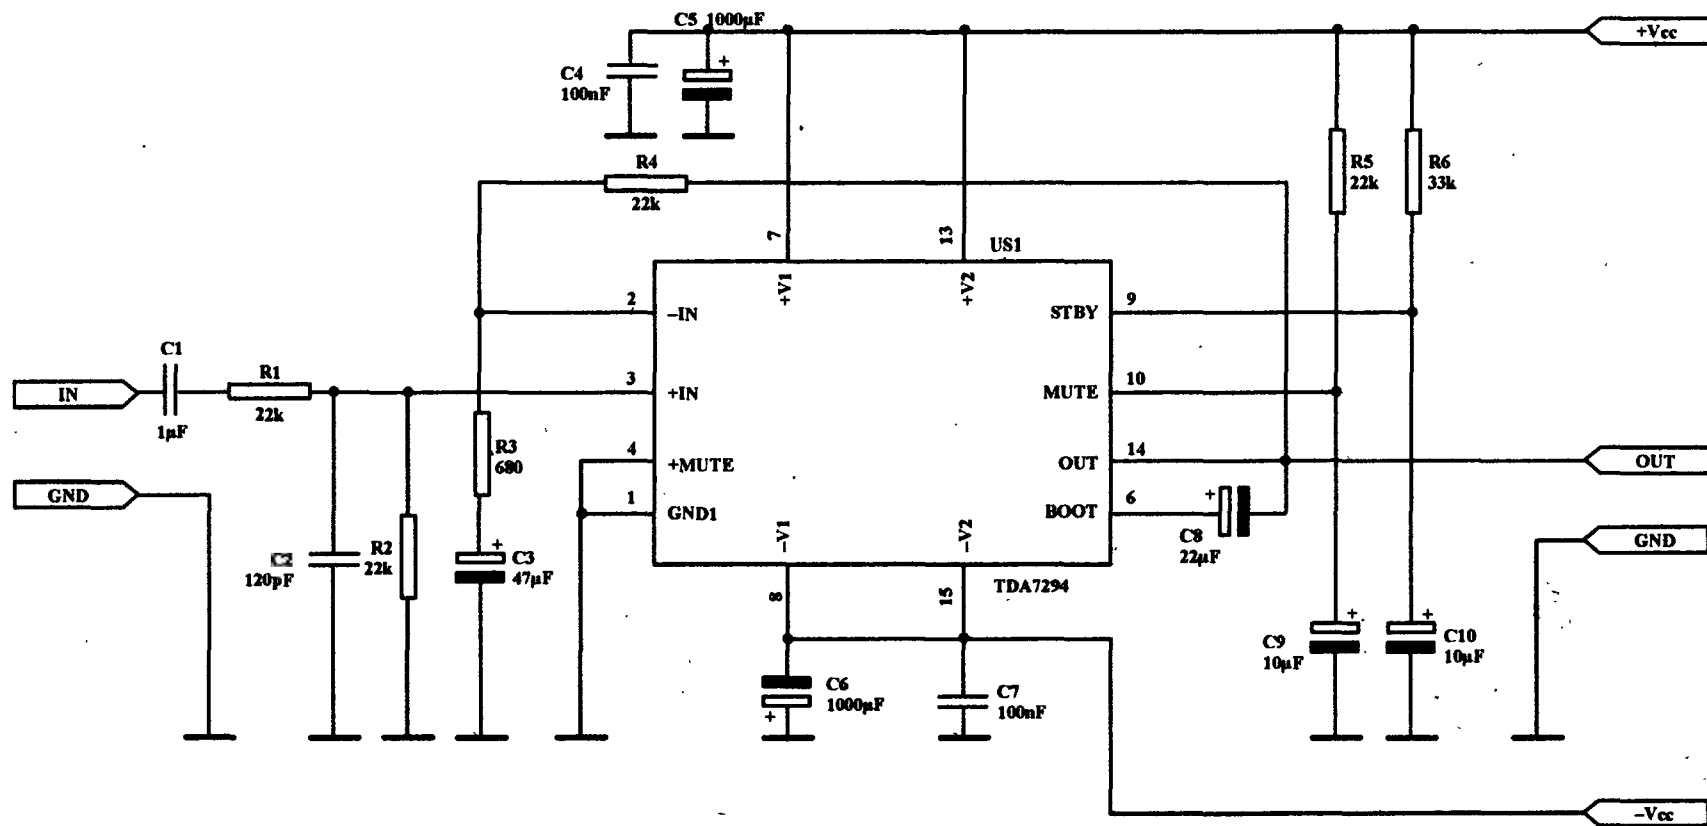 C5 1000µF
+Vcc
C4
100nF
+
R4
22k
R5
22k
R6
33k
7
13
US1
+V1
+V2
2
-IN
STBY
9
C1
R1
IN
3
+IN
MUTE
10
1µF
22k
R3
680
4
+MUTE
OUT
14
OUT
GND
1
GND1
BOOT
6
+
C8
22µF
-V1
-V2
GND
C2
120pF
R2
22k
+
C3
47µF
8
15
TDA7294
+
C9
10µF
+
C10
10µF
C6
1000µF
+
C7
100nF
-Vcc